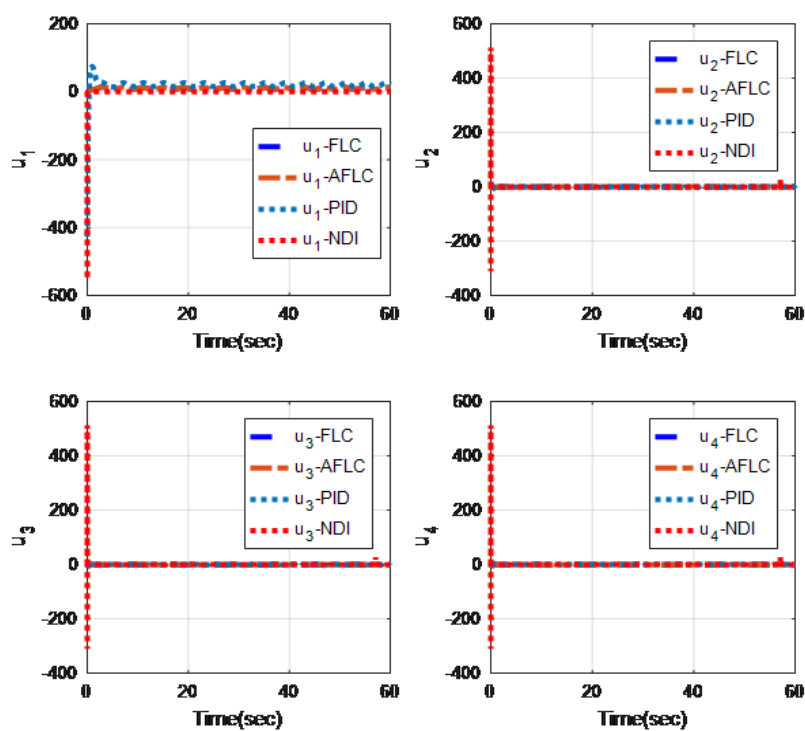 200
0
-200
-400
-600
u1
u1-FLC
u1-AFLC
u1-PID
u1-NDI
0 20 40 60
Time(sec)
600
400
200
0
-200
-400
u2
u2-FLC
u2-AFLC
u2-PID
u2-NDI
0 20 40 60
Time(sec)
600
400
200
0
-200
-400
u3
u3-FLC
u3-AFLC
u3-PID
u3-NDI
0 20 40 60
Time(sec)
600
400
200
0
-200
-400
u4
u4-FLC
u4-AFLC
u4-PID
u4-NDI
0 20 40 60
Time(sec)